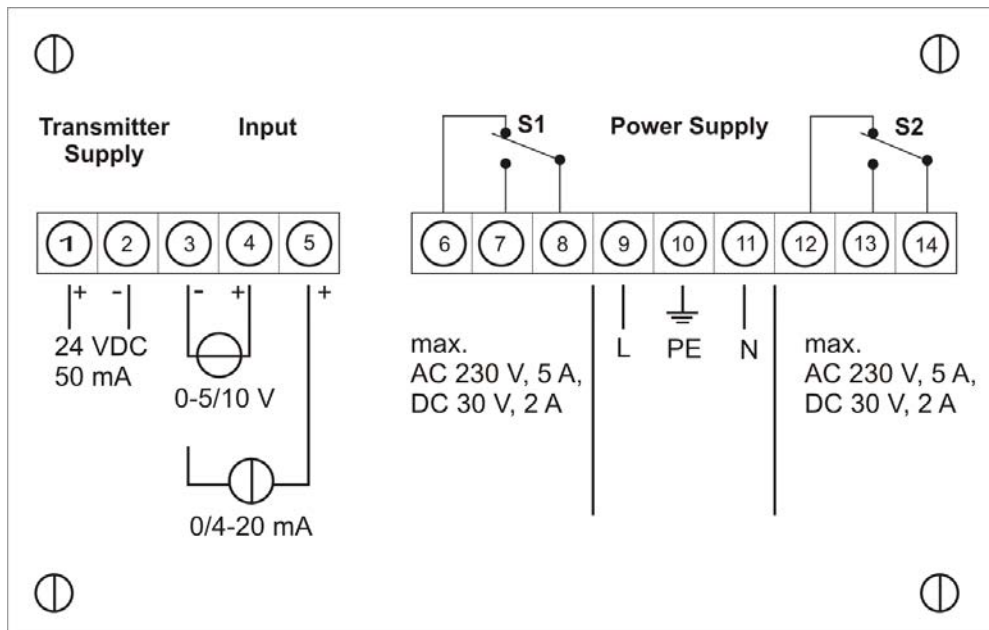 Transmitter
Supply
Input
S1
Power Supply
S2
1 2 3 4 5
6 7 8 9 10 11 12 13 14
+ - - + +
24 VDC
50 mA
0-5/10 V
0/4-20 mA
max.
AC 230 V, 5 A,
DC 30 V, 2 A
L PE N
max.
AC 230 V, 5 A,
DC 30 V, 2 A